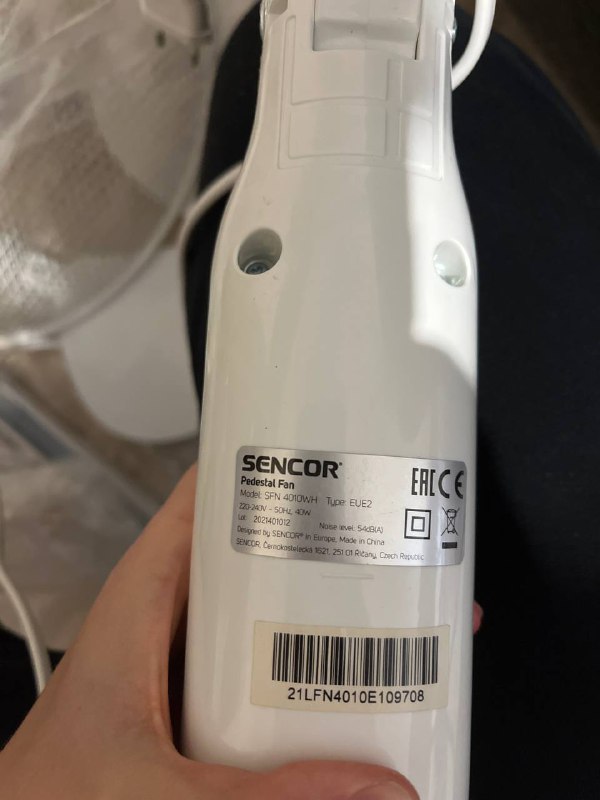 SENCOR®
EAC CE
Pedestal Fan
Model: SFN 4010WH Type: EUE2
220-240V ~ 50Hz, 40W
Lot: 2021401012 Noise level: 54dB(A)
Designed by SENCOR® in Europe, Made in China
SENCOR, Černokostelecká 1621, 251 01 Říčany, Czech Republic
21LFN4010E109708